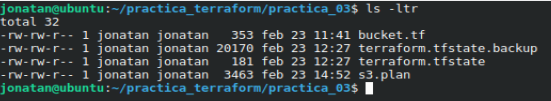 jonatan@ubuntu:~/practica_terraform/practica_03$ ls -ltr
total 32
-rw-rw-r-- 1 jonatan jonatan   353 feb 23 11:41 bucket.tf
-rw-rw-r-- 1 jonatan jonatan 20170 feb 23 12:27 terraform.tfstate.backup
-rw-rw-r-- 1 jonatan jonatan   181 feb 23 12:27 terraform.tfstate
-rw-rw-r-- 1 jonatan jonatan  3463 feb 23 14:52 s3.plan
jonatan@ubuntu:~/practica_terraform/practica_03$